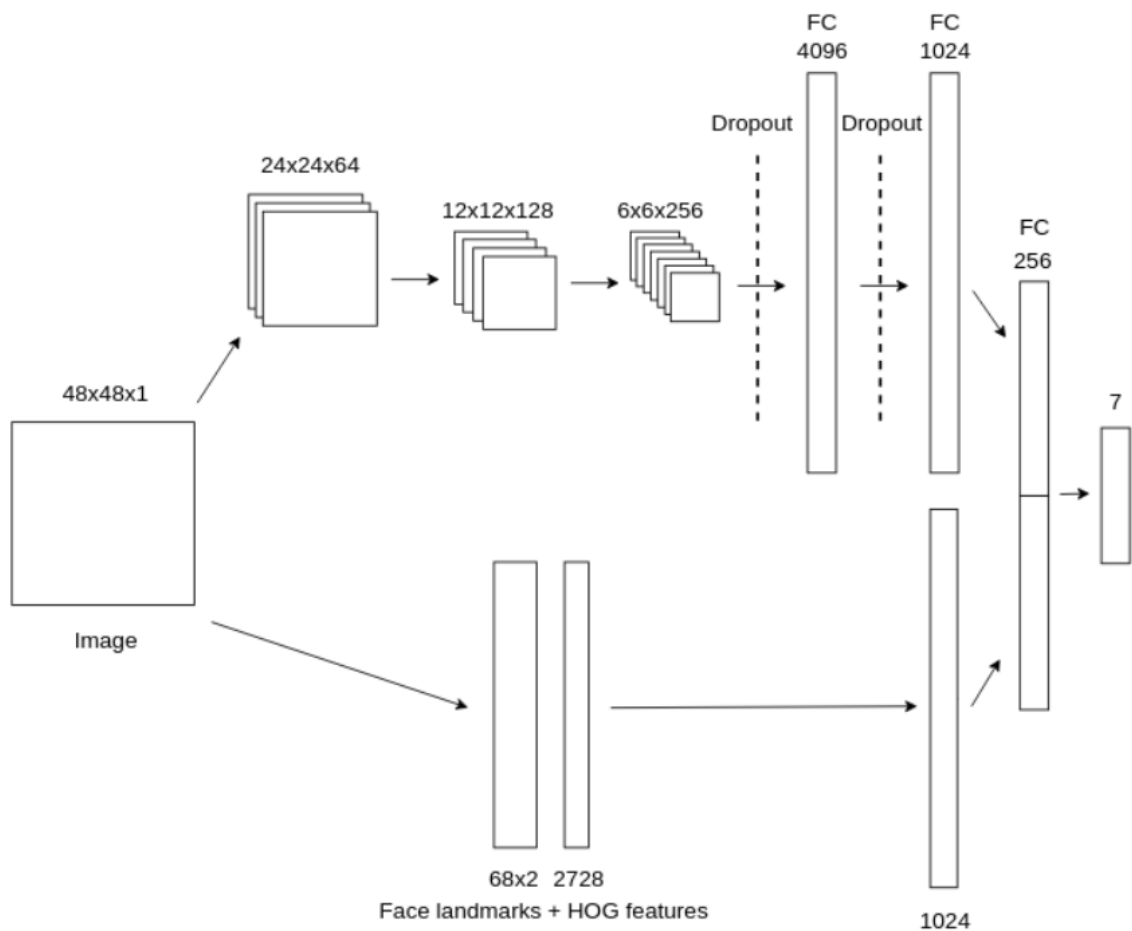 FC
4096
FC
1024
Dropout
Dropout
24x24x64
12x12x128
6x6x256
FC
256
48x48x1
7
Image
68x2
2728
Face landmarks + HOG features
1024